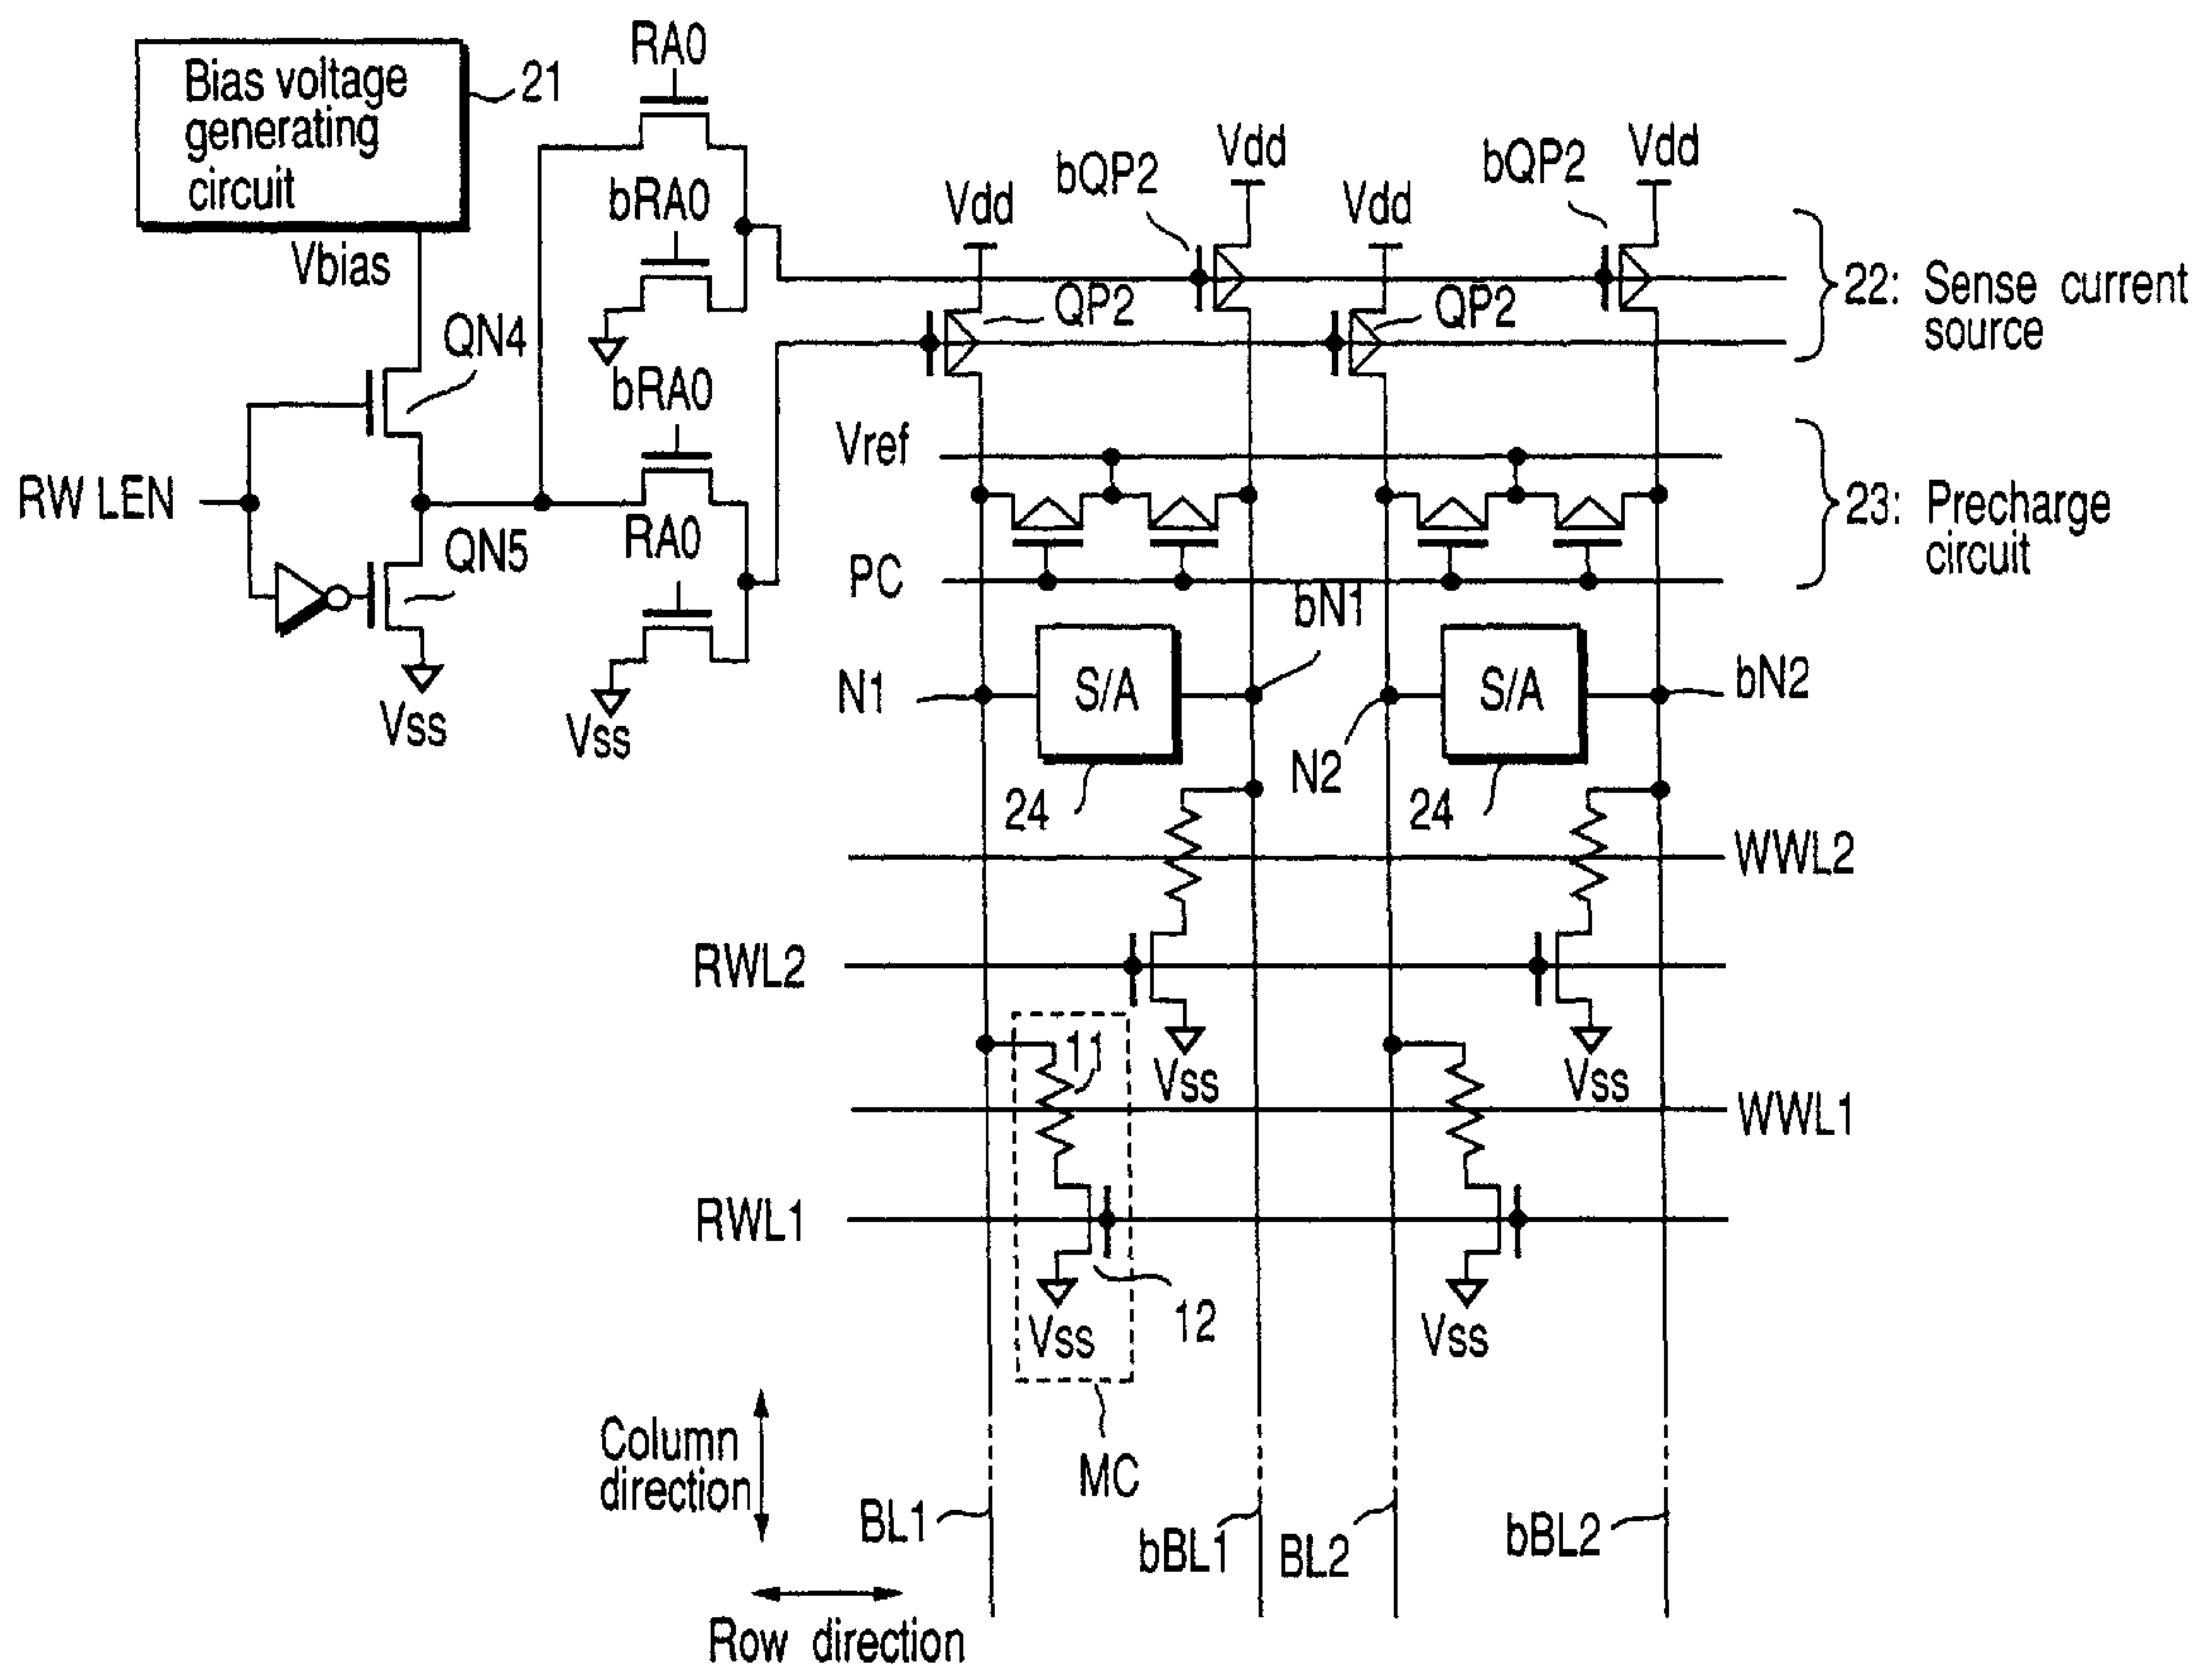 Bias voltage
generating
circuit
21
Vbias
RA0
bRA0
bRA0
RA0
QN4
QN5
RW LEN
Vss
Vss
Vdd
bQP2
Vdd
Vdd
bQP2
Vdd
QP2
QP2
22: Sense current
source
Vref
PC
23: Precharge
circuit
bN1
N1
S/A
S/A
bN2
N2
24
24
WWL2
RWL2
Vss
Vss
11
WWL1
RWL1
12
Vss
Vss
MC
Column
direction
BL1
bBL1
BL2
bBL2
Row direction